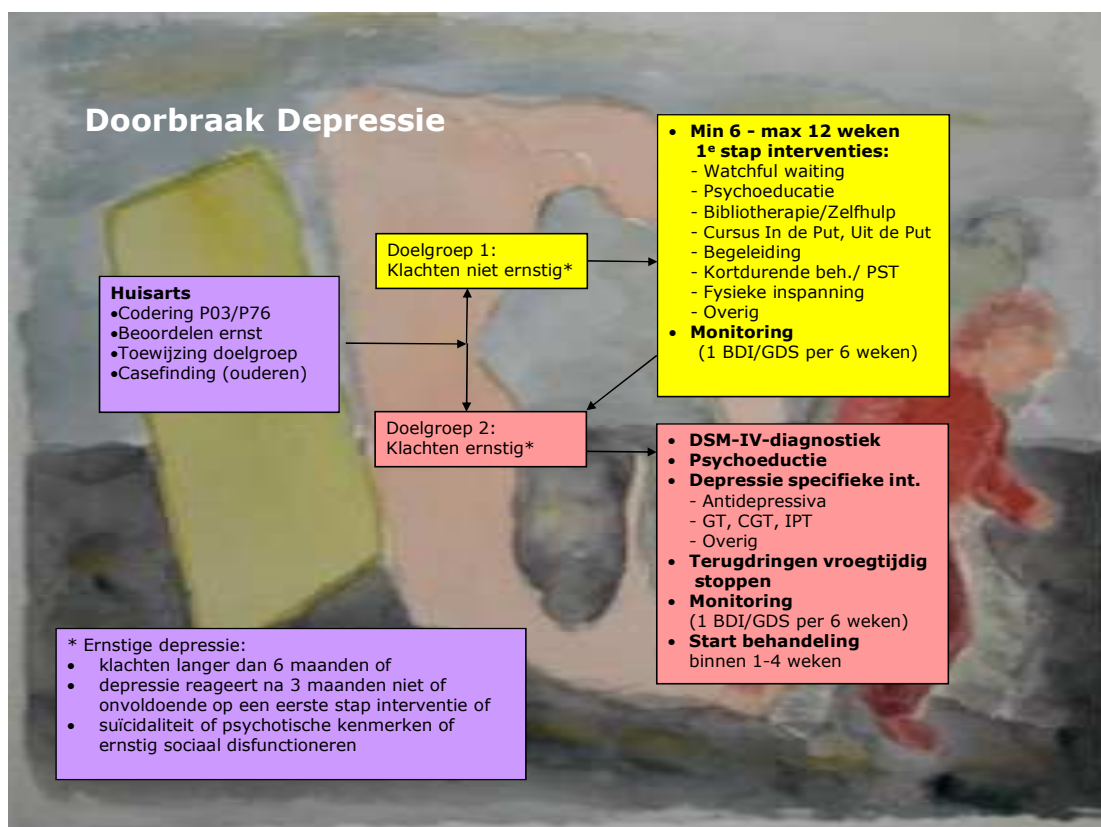 Doorbraak Depressie
Huisarts
•Codering P03/P76
•Beoordelen ernst
•Toewijzing doelgroep
•Casefinding (ouderen)
Doelgroep 1:
Klachten niet ernstig*
• Min 6 - max 12 weken
1e stap interventies:
- Watchful waiting
- Psychoeducatie
- Bibliotherapie/Zelfhulp
- Cursus In de Put, Uit de Put
- Begeleiding
- Kortdurende beh./ PST
- Fysieke inspanning
- Overig
• Monitoring
(1 BDI/GDS per 6 weken)
Doelgroep 2:
Klachten ernstig*
• DSM-IV-diagnostiek
• Psychoeductie
• Depressie specifieke int.
- Antidepressiva
- GT, CGT, IPT
- Overig
• Terugdringen vroegtijdig
stoppen
• Monitoring
(1 BDI/GDS per 6 weken)
• Start behandeling
binnen 1-4 weken
* Ernstige depressie:
• klachten langer dan 6 maanden of
• depressie reageert na 3 maanden niet of
onvoldoende op een eerste stap interventie of
• suïcidaliteit of psychotische kenmerken of
ernstig sociaal disfunctioneren